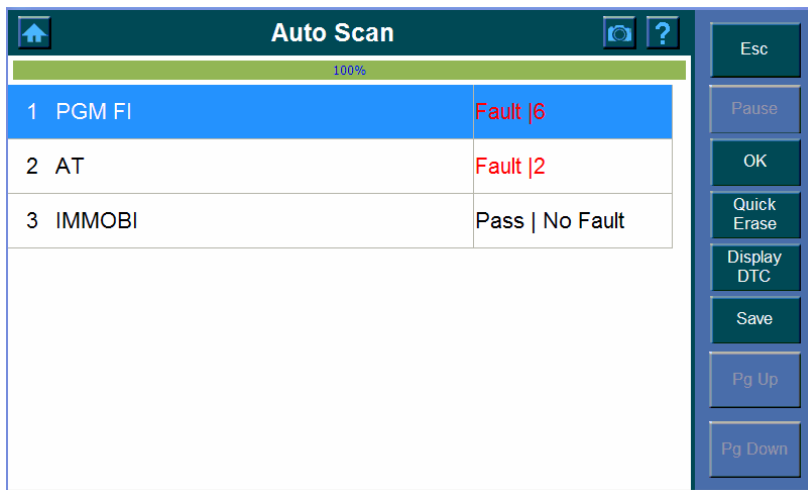 Auto Scan
?
100%
1 PGM FI Fault |6
2 AT Fault |2
3 IMMOBI Pass | No Fault
Esc
Pause
OK
Quick
Erase
Display
DTC
Save
Pg Up
Pg Down